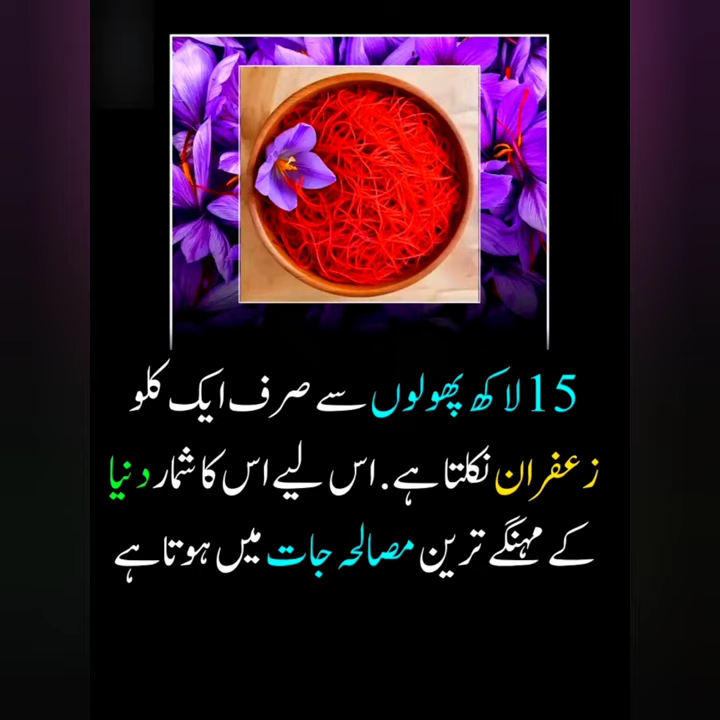 15 لاکھ پھولوں سے صرف ایک کلو
زعفران نکلتا ہے. اس لیے اس کا شمار دنیا
کے مہنگے ترین مصالحہ جات میں ہوتا ہے